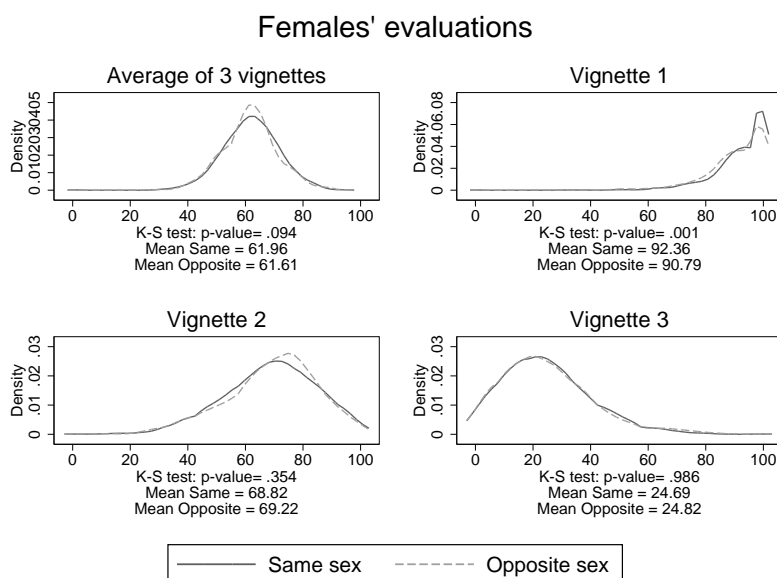 Females' evaluations
Average of 3 vignettes
Density
0 .01 .02 .03 .04 .05
0 20 40 60 80 100
K-S test: p-value= .094
Mean Same = 61.96
Mean Opposite = 61.61
Vignette 1
Density
0 .02 .04 .06 .08
0 20 40 60 80 100
K-S test: p-value= .001
Mean Same = 92.36
Mean Opposite = 90.79
Vignette 2
Density
0 .01 .02 .03
0 20 40 60 80 100
K-S test: p-value= .354
Mean Same = 68.82
Mean Opposite = 69.22
Vignette 3
Density
0 .01 .02 .03
0 20 40 60 80 100
K-S test: p-value= .986
Mean Same = 24.69
Mean Opposite = 24.82
Same sex Opposite sex